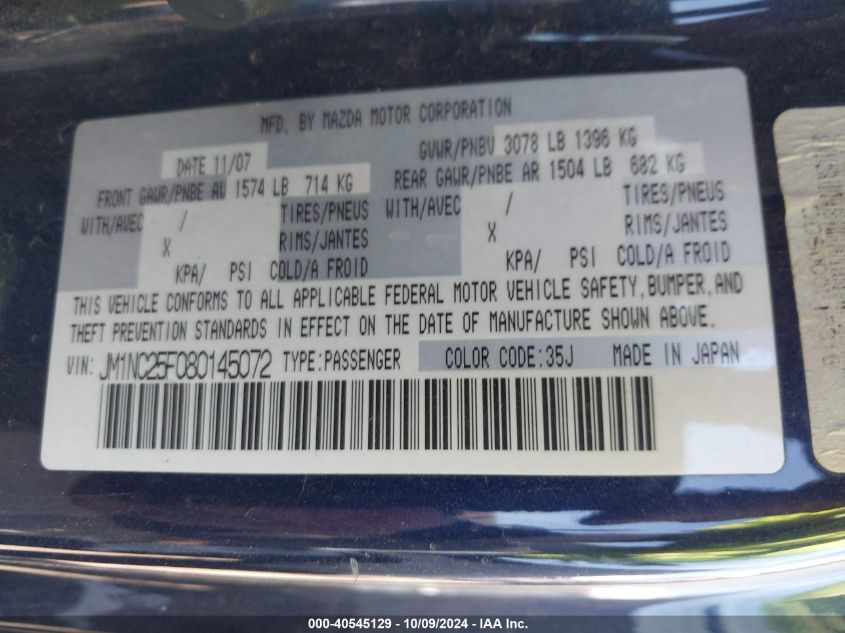 MFD. BY MAZDA MOTOR CORPORATION
DATE 11/07 GVWR/PNBV 3078 LB 1396 KG
FRONT GAWR/PNBE AV 1574 LB 714 KG REAR GAWR/PNBE AR 1504 LB 682 KG
WITH/AVEC / TIRES/PNEUS WITH/AVEC / TIRES/PNEUS
X RIMS/JANTES X RIMS/JANTES
KPA/ PSI COLD/A FROID KPA/ PSI COLD/A FROID
THIS VEHICLE CONFORMS TO ALL APPLICABLE FEDERAL MOTOR VEHICLE SAFETY, BUMPER, AND
THEFT PREVENTION STANDARDS IN EFFECT ON THE DATE OF MANUFACTURE SHOWN ABOVE.
VIN: JM1NC25F080145072 TYPE:PASSENGER COLOR CODE:35J MADE IN JAPAN
000-40545129 - 10/09/2024 - IAA Inc.